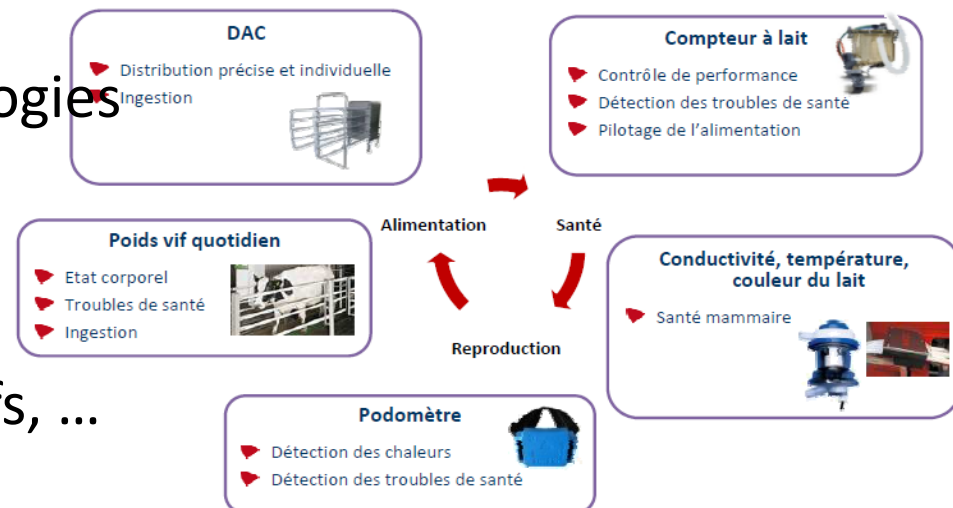 DAC
Distribution précise et individuelle
Ingestion
ogies
Compteur à lait
Contrôle de performance
Détection des troubles de santé
Pilotage de l'alimentation
Alimentation
Santé
Reproduction
Poids vif quotidien
Etat corporel
Troubles de santé
Ingestion
Conductivité, température,
couleur du lait
Santé mammaire
fs, ...
Podomètre
Détection des chaleurs
Détection des troubles de santé